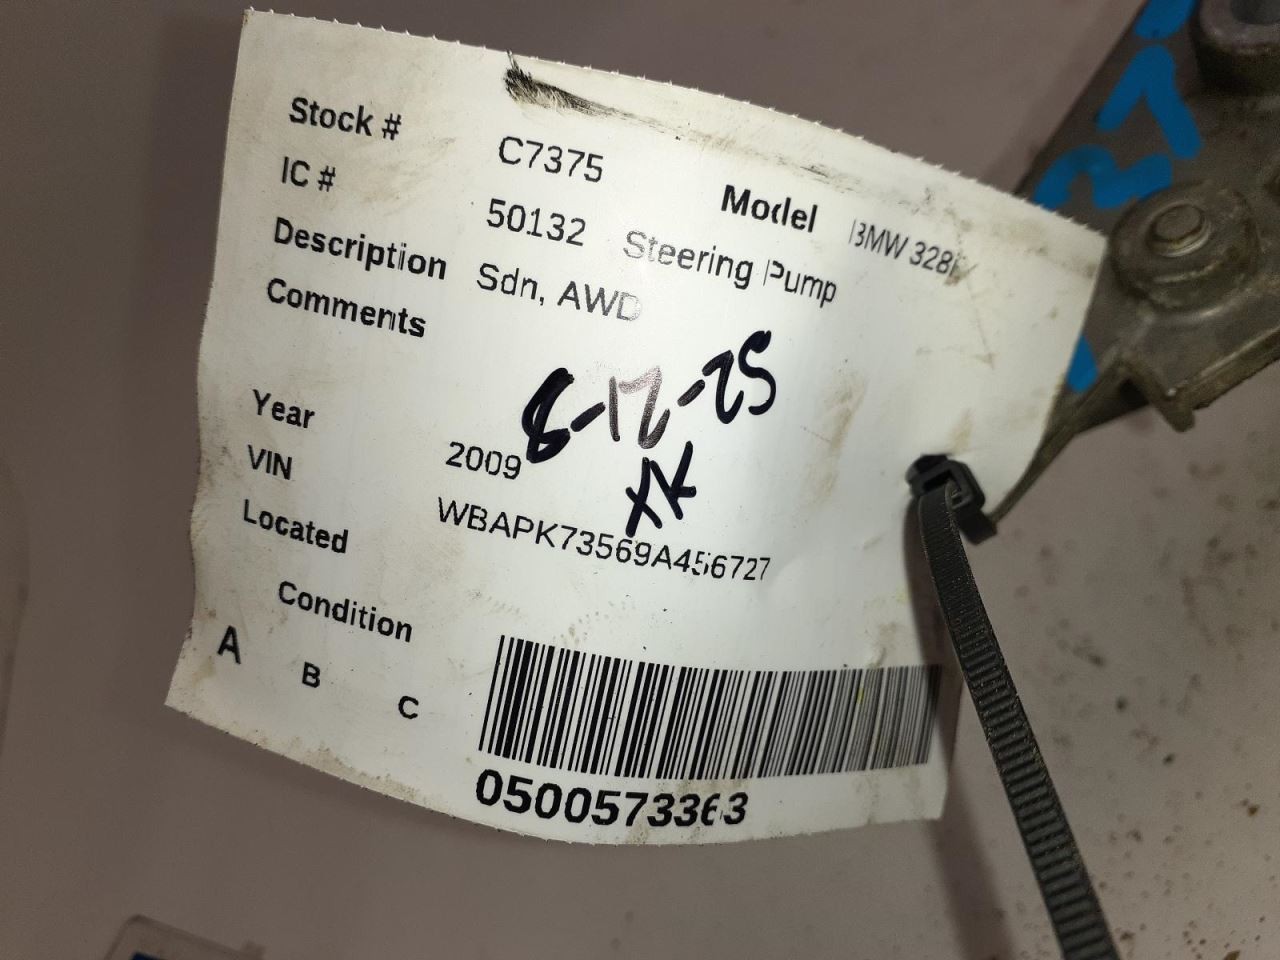 Stock # C7375 Model BMW 328i
IC # 50132 Steering Pump
Description Sdn, AWD
Comments
8-12-25
XK
Year 2009
VIN WBAPK73569A456727
Located
Condition
A B C
0500573363